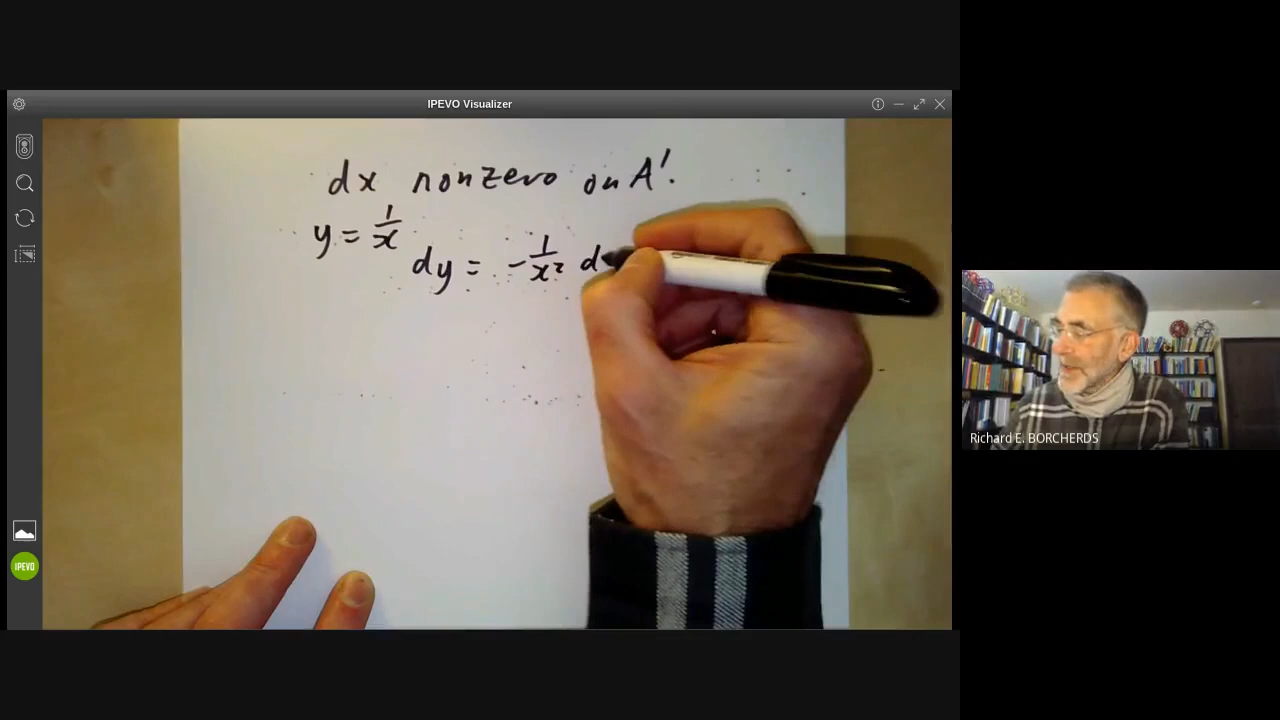 IPEVO Visualizer
dx nonzero on A¹.
y = 1/x
dy = -1/x² d
IPEVO
Richard E. BORCHERDS